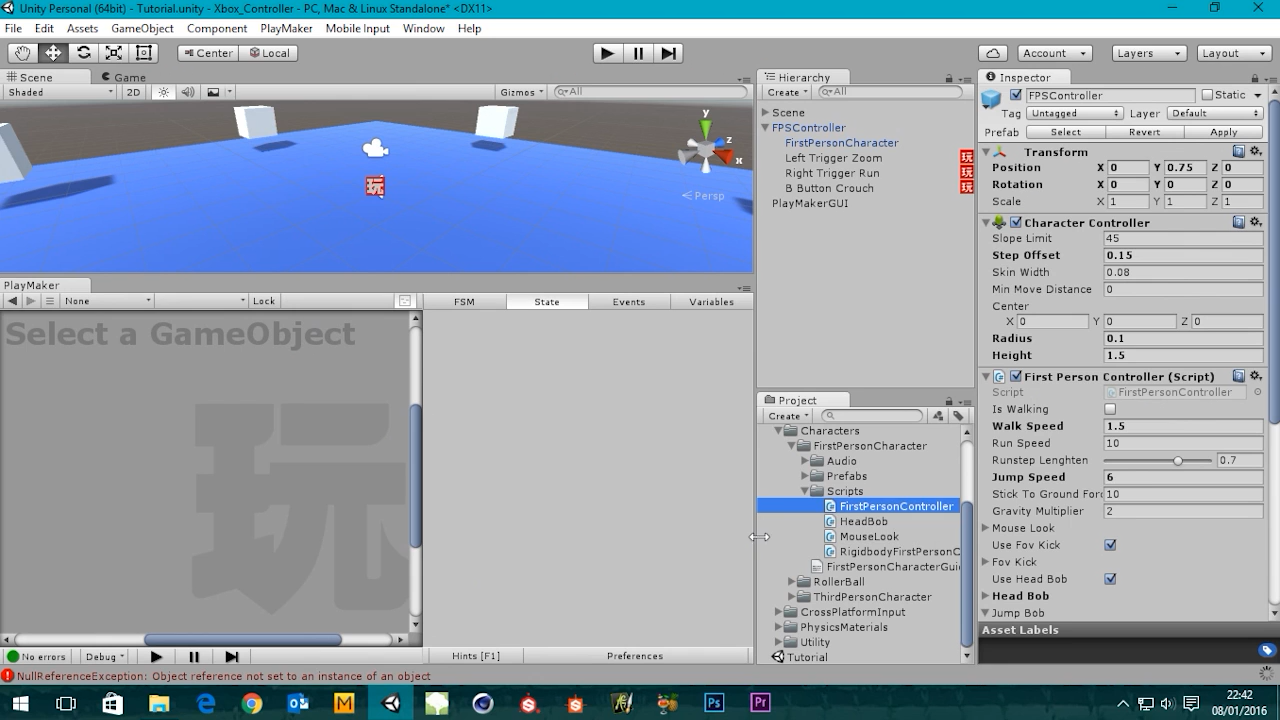 Unity Personal (64bit) - Tutorial.unity - Xbox_Controller - PC, Mac & Linux Standalone* <DX11>
File Edit Assets GameObject Component PlayMaker Mobile Input Window Help
Center Local Account Layers Layout
Scene Game
Shaded 2D Gizmos All
y z x
Persp
玩
PlayMaker
None Lock FSM State Events Variables
Select a GameObject
玩
No errors Debug Hints [F1] Preferences
NullReferenceException: Object reference not set to an instance of an object
Hierarchy
Create All
Scene
FPSController
FirstPersonCharacter
Left Trigger Zoom 玩
Right Trigger Run 玩
B Button Crouch 玩
PlayMakerGUI
Project
Create
Characters
FirstPersonCharacter
Audio
Prefabs
Scripts
FirstPersonController
HeadBob
MouseLook
RigidbodyFirstPersonC
FirstPersonCharacterGui
RollerBall
ThirdPersonCharacter
CrossPlatformInput
PhysicsMaterials
Utility
Tutorial
Inspector
FPSController Static
Tag Untagged Layer Default
Prefab Select Revert Apply
Transform
Position X 0 Y 0.75 Z 0
Rotation X 0 Y 0 Z 0
Scale X 1 Y 1 Z 1
Character Controller
Slope Limit 45
Step Offset 0.15
Skin Width 0.08
Min Move Distance 0
Center
X 0 Y 0 Z 0
Radius 0.1
Height 1.5
First Person Controller (Script)
Script FirstPersonController
Is Walking
Walk Speed 1.5
Run Speed 10
Runstep Lenghten 0.7
Jump Speed 6
Stick To Ground Forc 10
Gravity Multiplier 2
Mouse Look
Use Fov Kick
Fov Kick
Use Head Bob
Head Bob
Jump Bob
Asset Labels
22:42
08/01/2016